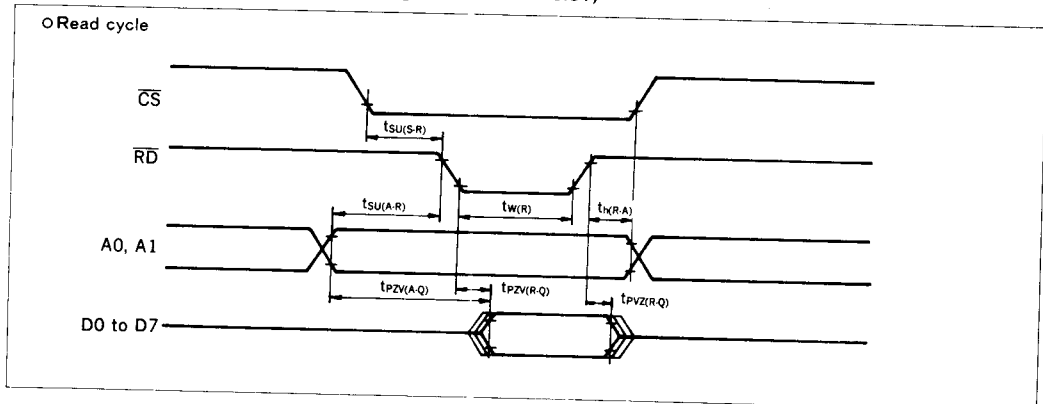 ○Read cycle
CS
tSU(S-R)
RD
tSU(A-R)
tW(R)
th(R-A)
A0, A1
tPZV(A-Q)
tPZV(R-Q)
tPVZ(R-Q)
D0 to D7